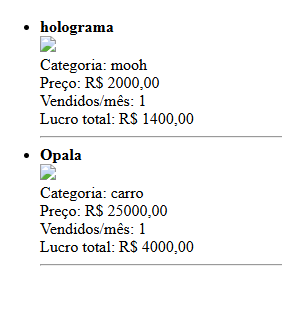 holograma
Categoria: mooh
Preço: R$ 2000,00
Vendidos/mês: 1
Lucro total: R$ 1400,00
Opala
Categoria: carro
Preço: R$ 25000,00
Vendidos/mês: 1
Lucro total: R$ 4000,00